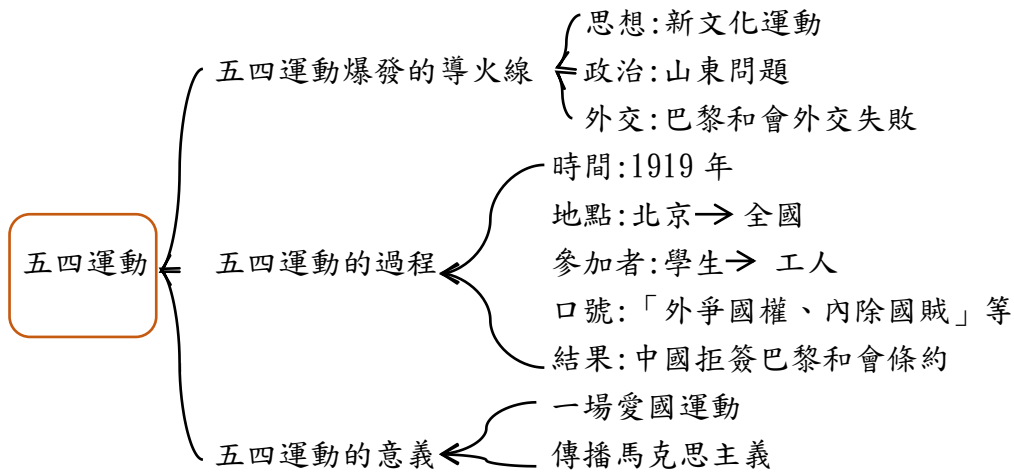 五四運動
五四運動爆發的導火線
思想:新文化運動
政治:山東問題
外交:巴黎和會外交失敗
五四運動的過程
時間:1919 年
地點:北京→ 全國
參加者:學生→ 工人
口號:「外爭國權、內除國賊」等
結果:中國拒簽巴黎和會條約
五四運動的意義
一場愛國運動
傳播馬克思主義